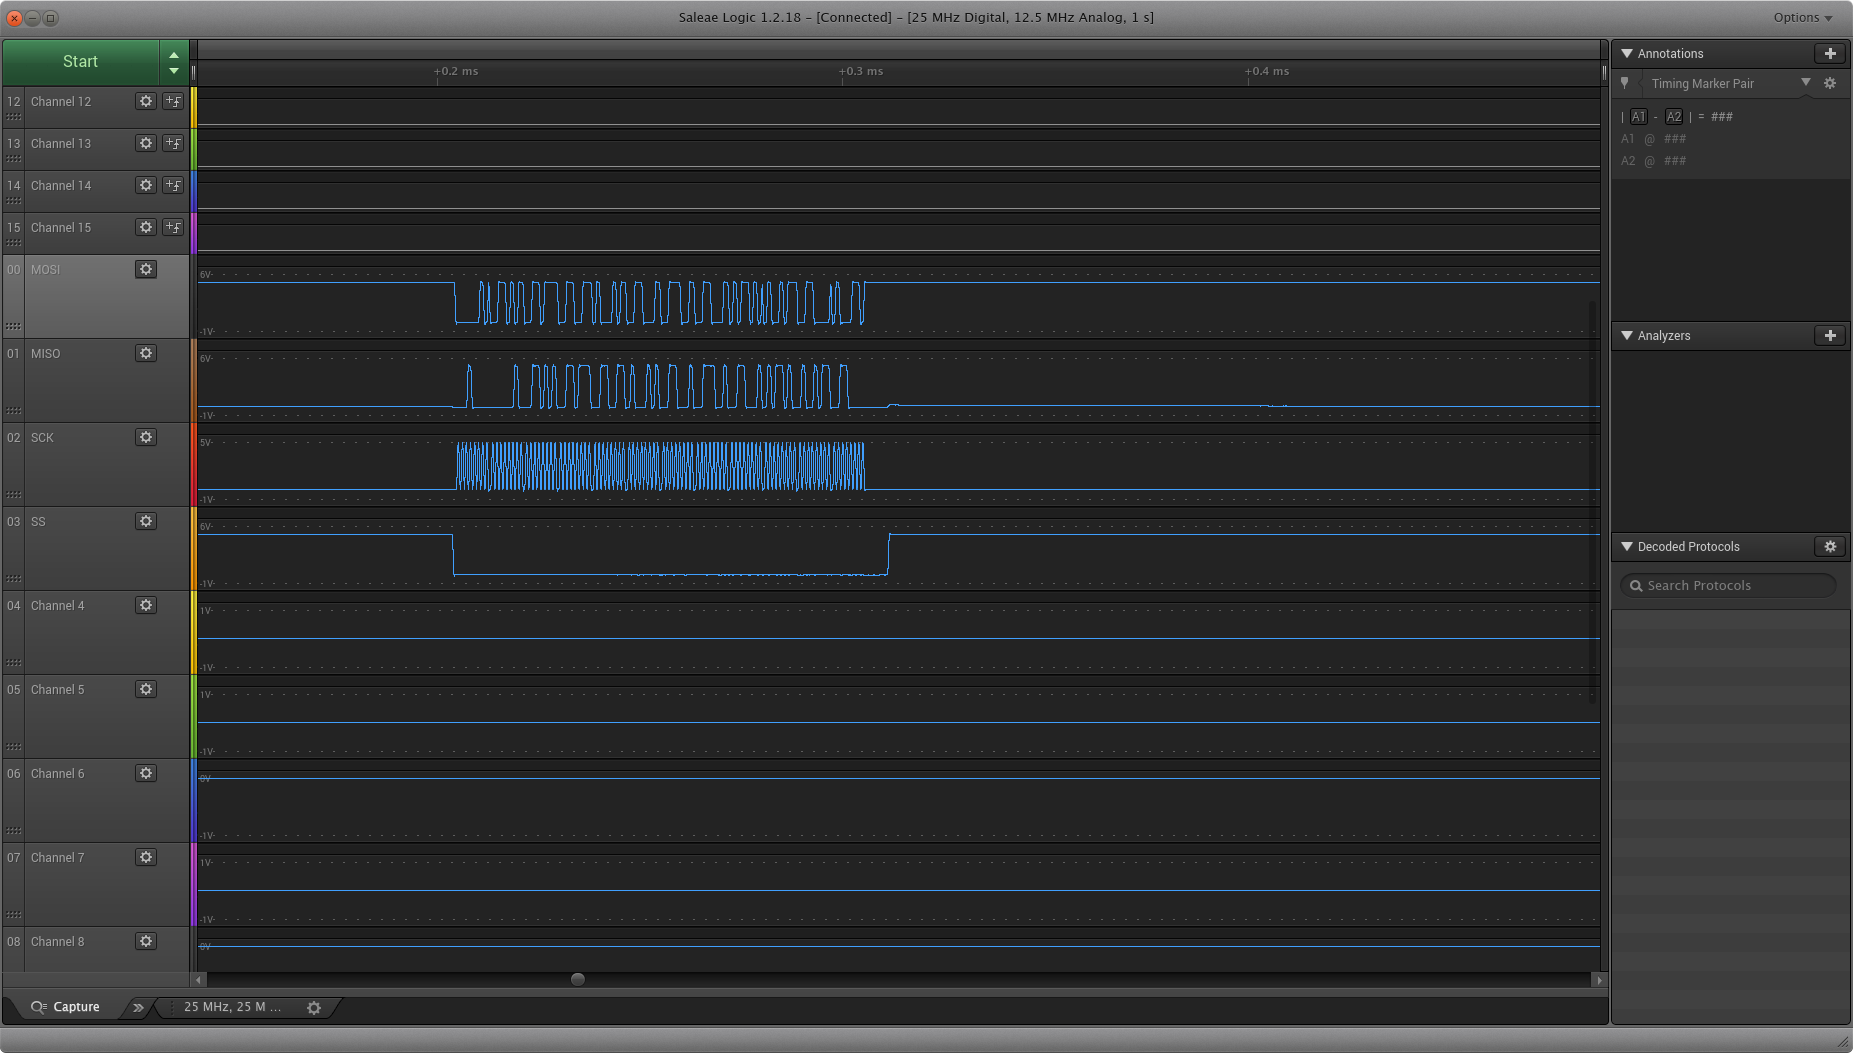 Saleae Logic 1.2.18 – [Connected] – [25 MHz Digital, 12.5 MHz Analog, 1 s]
Options
Start
+0.2 ms
+0.3 ms
+0.4 ms
12 Channel 12
13 Channel 13
14 Channel 14
15 Channel 15
00 MOSI
6V
-1V
01 MISO
6V
-1V
02 SCK
5V
-1V
03 SS
6V
-1V
04 Channel 4
1V
-1V
05 Channel 5
1V
-1V
06 Channel 6
0V
-1V
07 Channel 7
1V
-1V
08 Channel 8
0V
Capture
25 MHz, 25 M ...
Annotations
Timing Marker Pair
| A1 - A2 | = ###
A1 @ ###
A2 @ ###
Analyzers
Decoded Protocols
Search Protocols